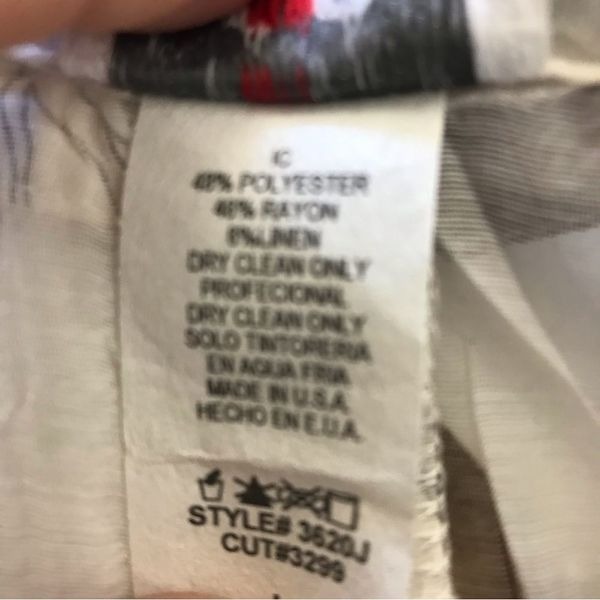 IC
48% POLYESTER
46% RAYON
6% LINEN
DRY CLEAN ONLY
PROFECIONAL
DRY CLEAN ONLY
SOLO TINTORERIA
EN AGUA FRIA
MADE IN U.S.A.
HECHO EN E.U.A.
STYLE# 3620J
CUT#3299